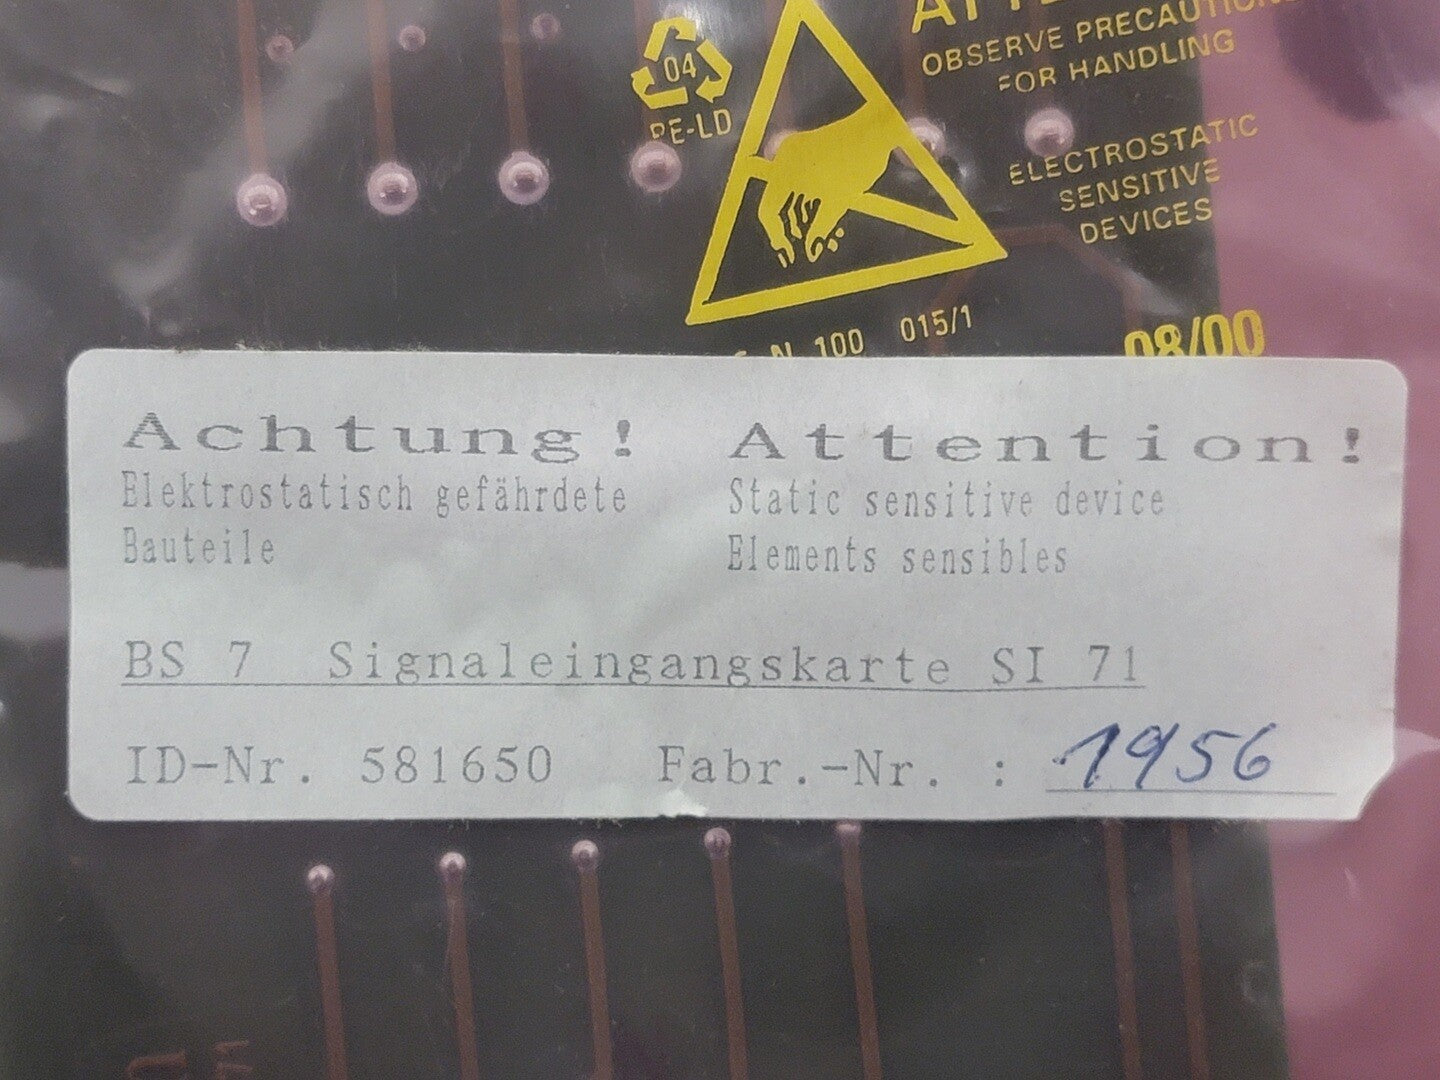 04
PE-LD
OBSERVE PRECAUTIONS
FOR HANDLING
ELECTROSTATIC
SENSITIVE
DEVICES
N 100 015/1
08/00
Achtung! Attention!
Elektrostatisch gefährdete Static sensitive device
Bauteile Elements sensibles
BS 7 Signaleingangskarte SI 71
ID-Nr. 581650 Fabr.-Nr. : 1956